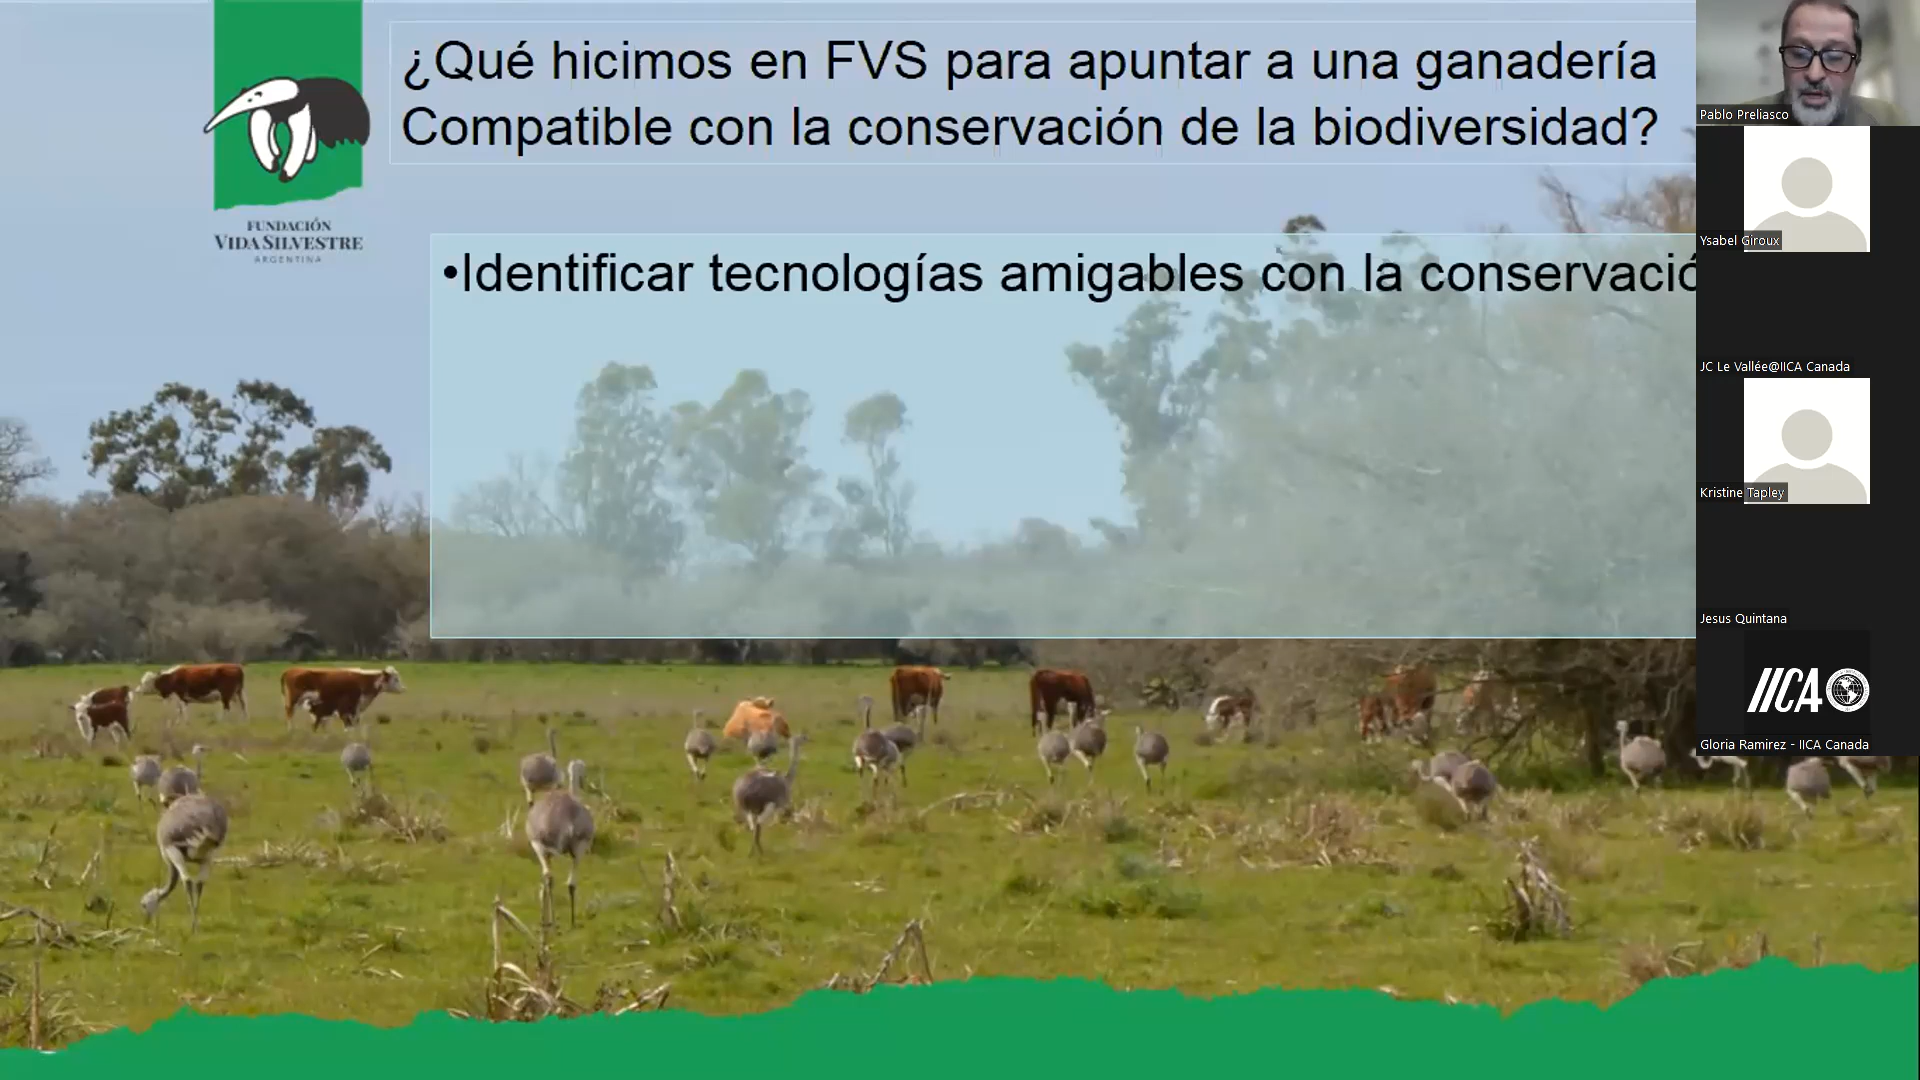 ¿Qué hicimos en FVS para apuntar a una ganadería
Compatible con la conservación de la biodiversidad?
FUNDACIÓN
VIDA SILVESTRE
ARGENTINA
•Identificar tecnologías amigables con la conservació
Pablo Preliasco
Ysabel Giroux
JC Le Vallée@IICA Canada
Kristine Tapley
Jesus Quintana
IICA
Gloria Ramirez - IICA Canada